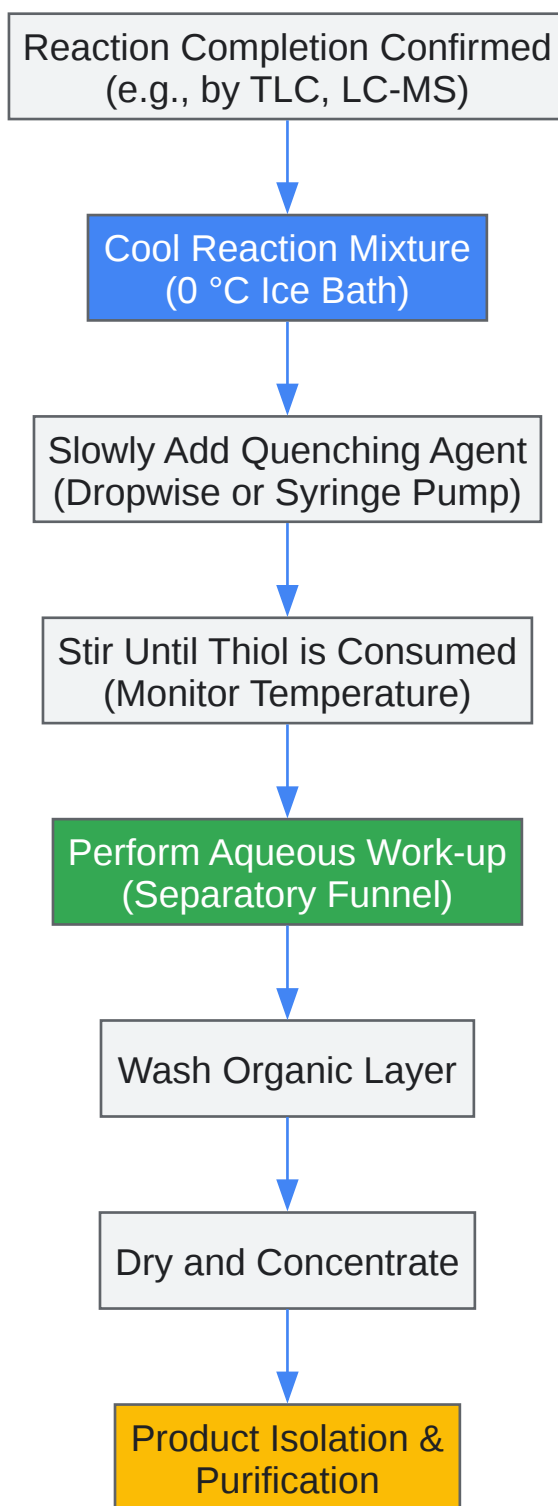 Reaction Completion Confirmed
(e.g., by TLC, LC-MS)
Cool Reaction Mixture
(0 °C Ice Bath)
Slowly Add Quenching Agent
(Dropwise or Syringe Pump)
Stir Until Thiol is Consumed
(Monitor Temperature)
Perform Aqueous Work-up
(Separatory Funnel)
Wash Organic Layer
Dry and Concentrate
Product Isolation &
Purification